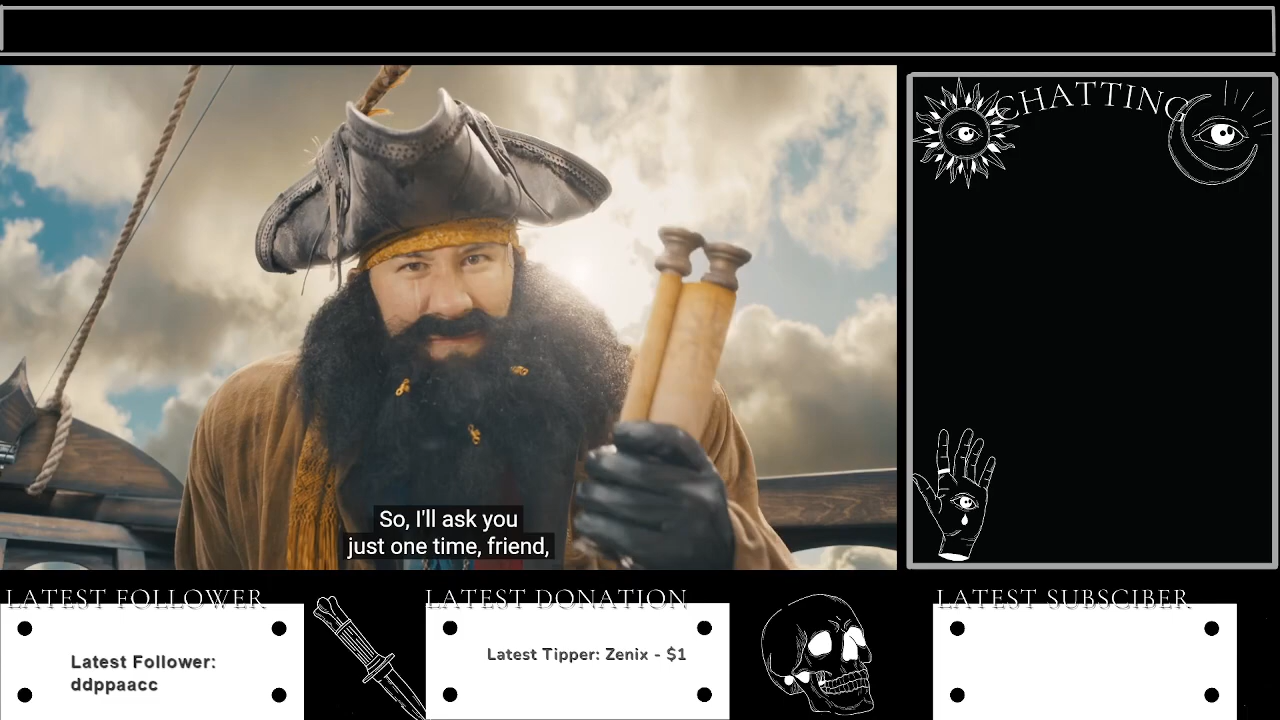 CHATTING
So, I'll ask you
just one time, friend,
LATEST FOLLOWER
Latest Follower:
ddppaacc
LATEST DONATION
Latest Tipper: Zenix - $1
LATEST SUBSCIBER